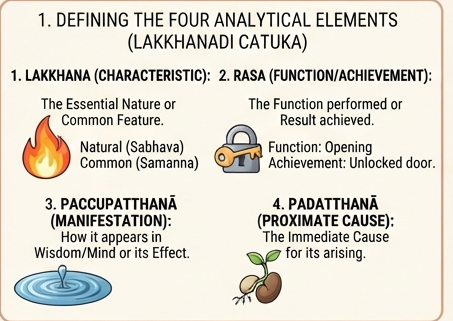 1. DEFINING THE FOUR ANALYTICAL ELEMENTS
(LAKKHANADI CATUKA)
1. LAKKHANA (CHARACTERISTIC):
The Essential Nature or
Common Feature.
Natural (Sabhava)
Common (Samanna)
2. RASA (FUNCTION/ACHIEVEMENT):
The Function performed or
Result achieved.
Function: Opening
Achievement: Unlocked door.
3. PACCUPATTHANĀ
(MANIFESTATION):
How it appears in
Wisdom/Mind or its Effect.
4. PADATTHANĀ
(PROXIMATE CAUSE):
The Immediate Cause
for its arising.